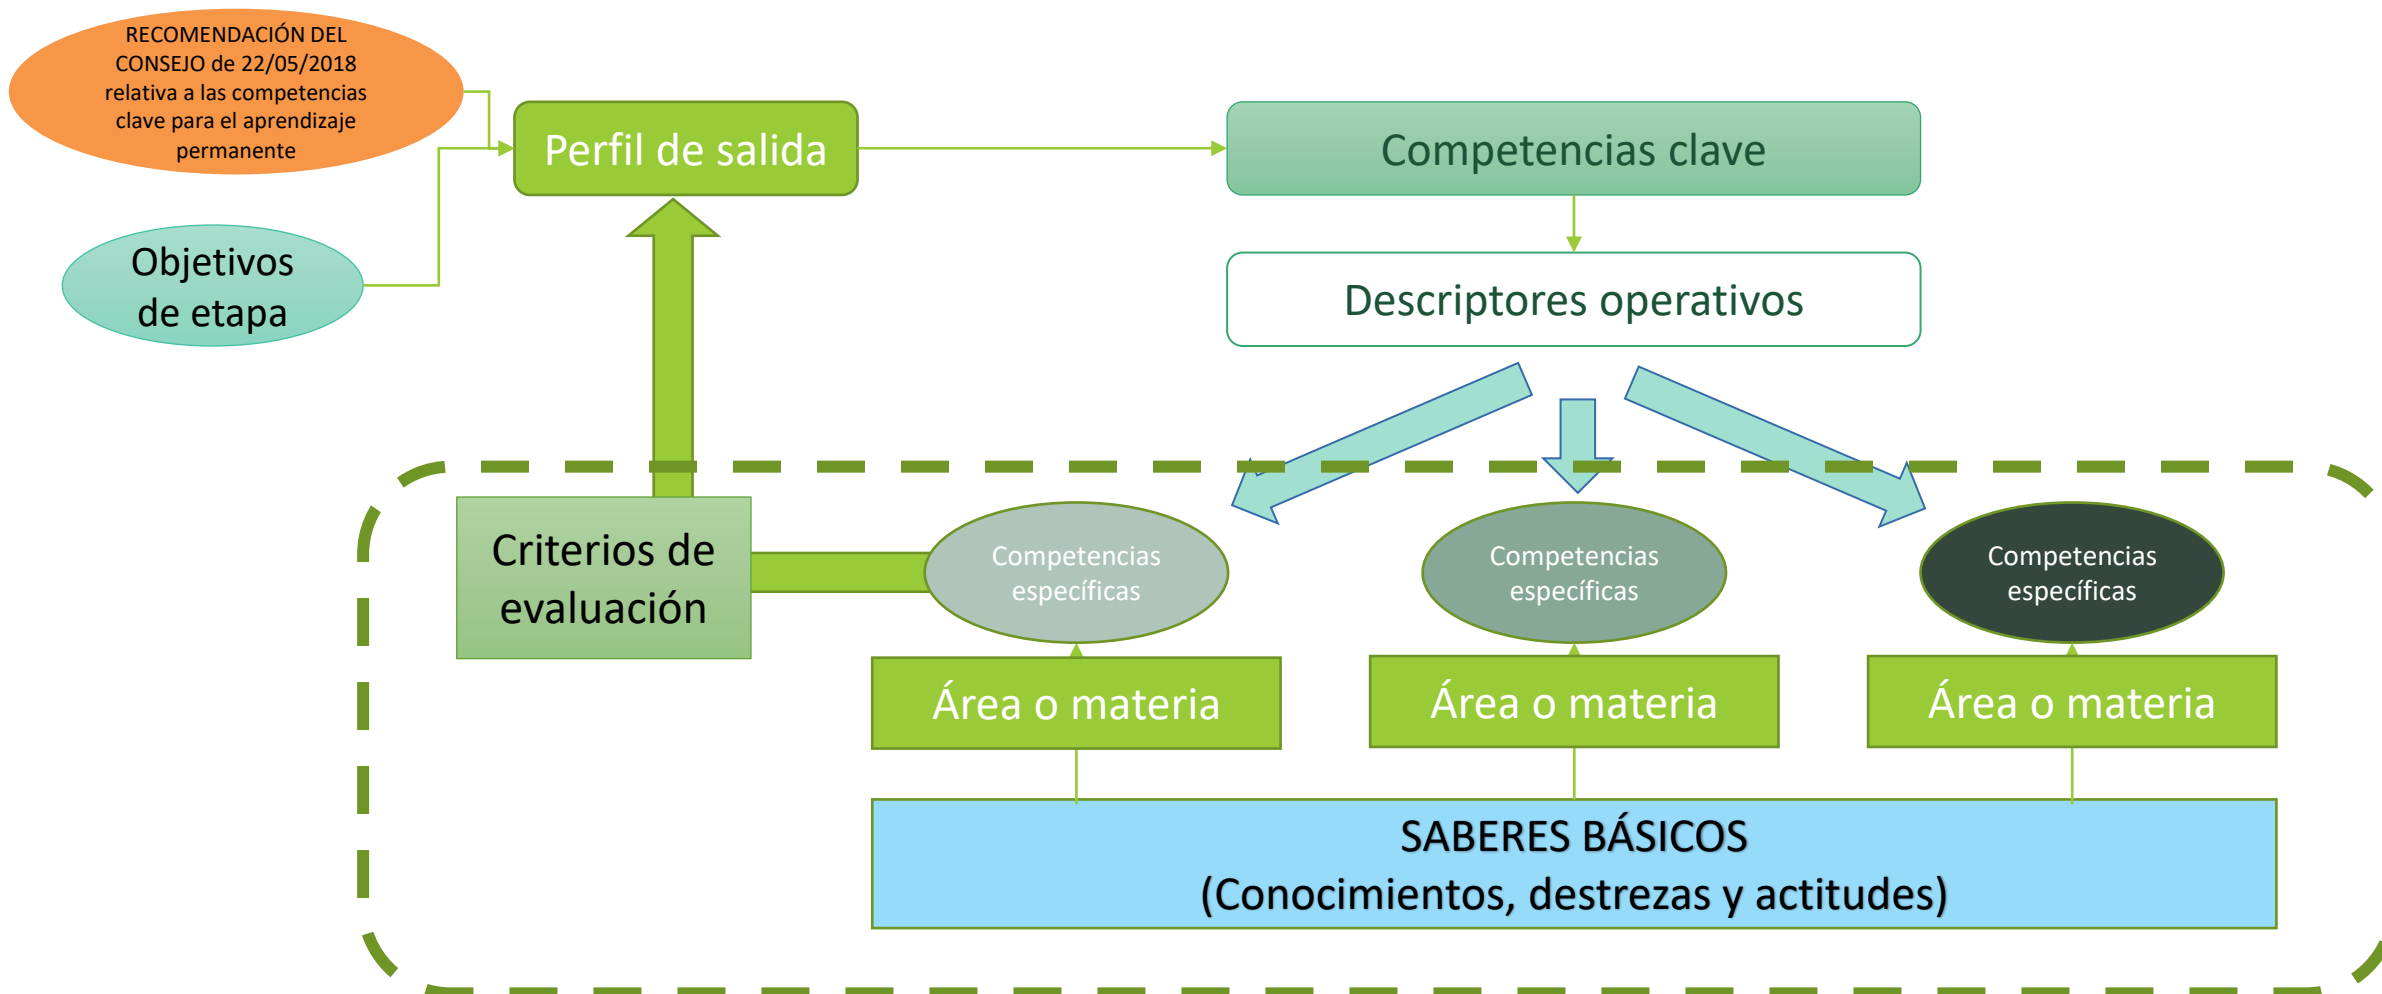 RECOMENDACIÓN DEL
CONSEJO de 22/05/2018
relativa a las competencias
clave para el aprendizaje
permanente
Perfil de salida
Competencias clave
Objetivos
de etapa
Descriptores operativos
Criterios de
evaluación
Competencias
específicas
Competencias
específicas
Competencias
específicas
Área o materia
Área o materia
Área o materia
SABERES BÁSICOS
(Conocimientos, destrezas y actitudes)